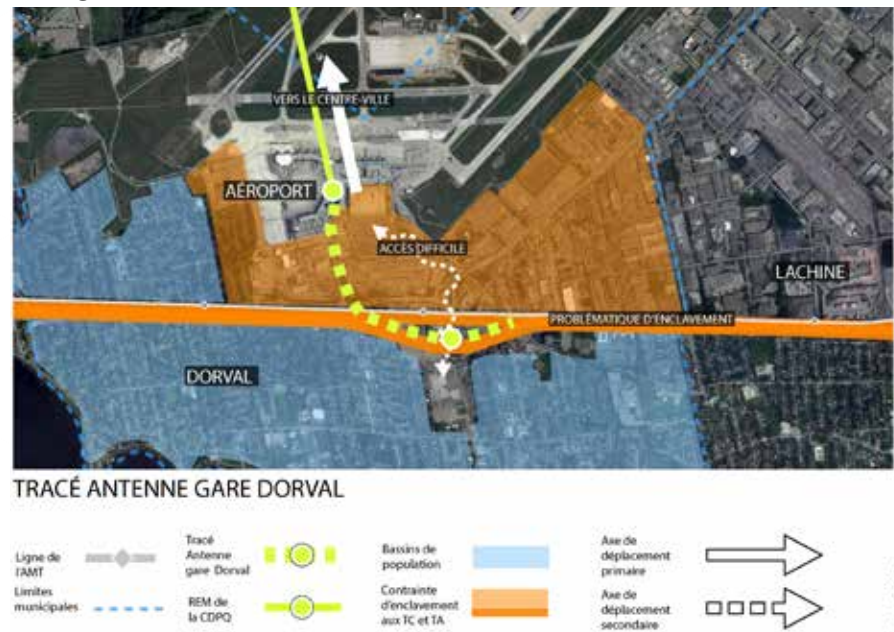 VERS LE CENTRE-VILLE
AÉROPORT
ACCÈS DIFFICILE
LACHINE
PROBLÉMATIQUE D'ENCLAVEMENT
DORVAL
TRACÉ ANTENNE GARE DORVAL
Ligne de
l'AMT
Limites
municipales
Tracé
Antenne
gare Dorval
REM de
la CDPQ
Bassins de
population
Contrainte
d'enclavement
aux TC et TA
Axe de
déplacement
primaire
Axe de
déplacement
secondaire